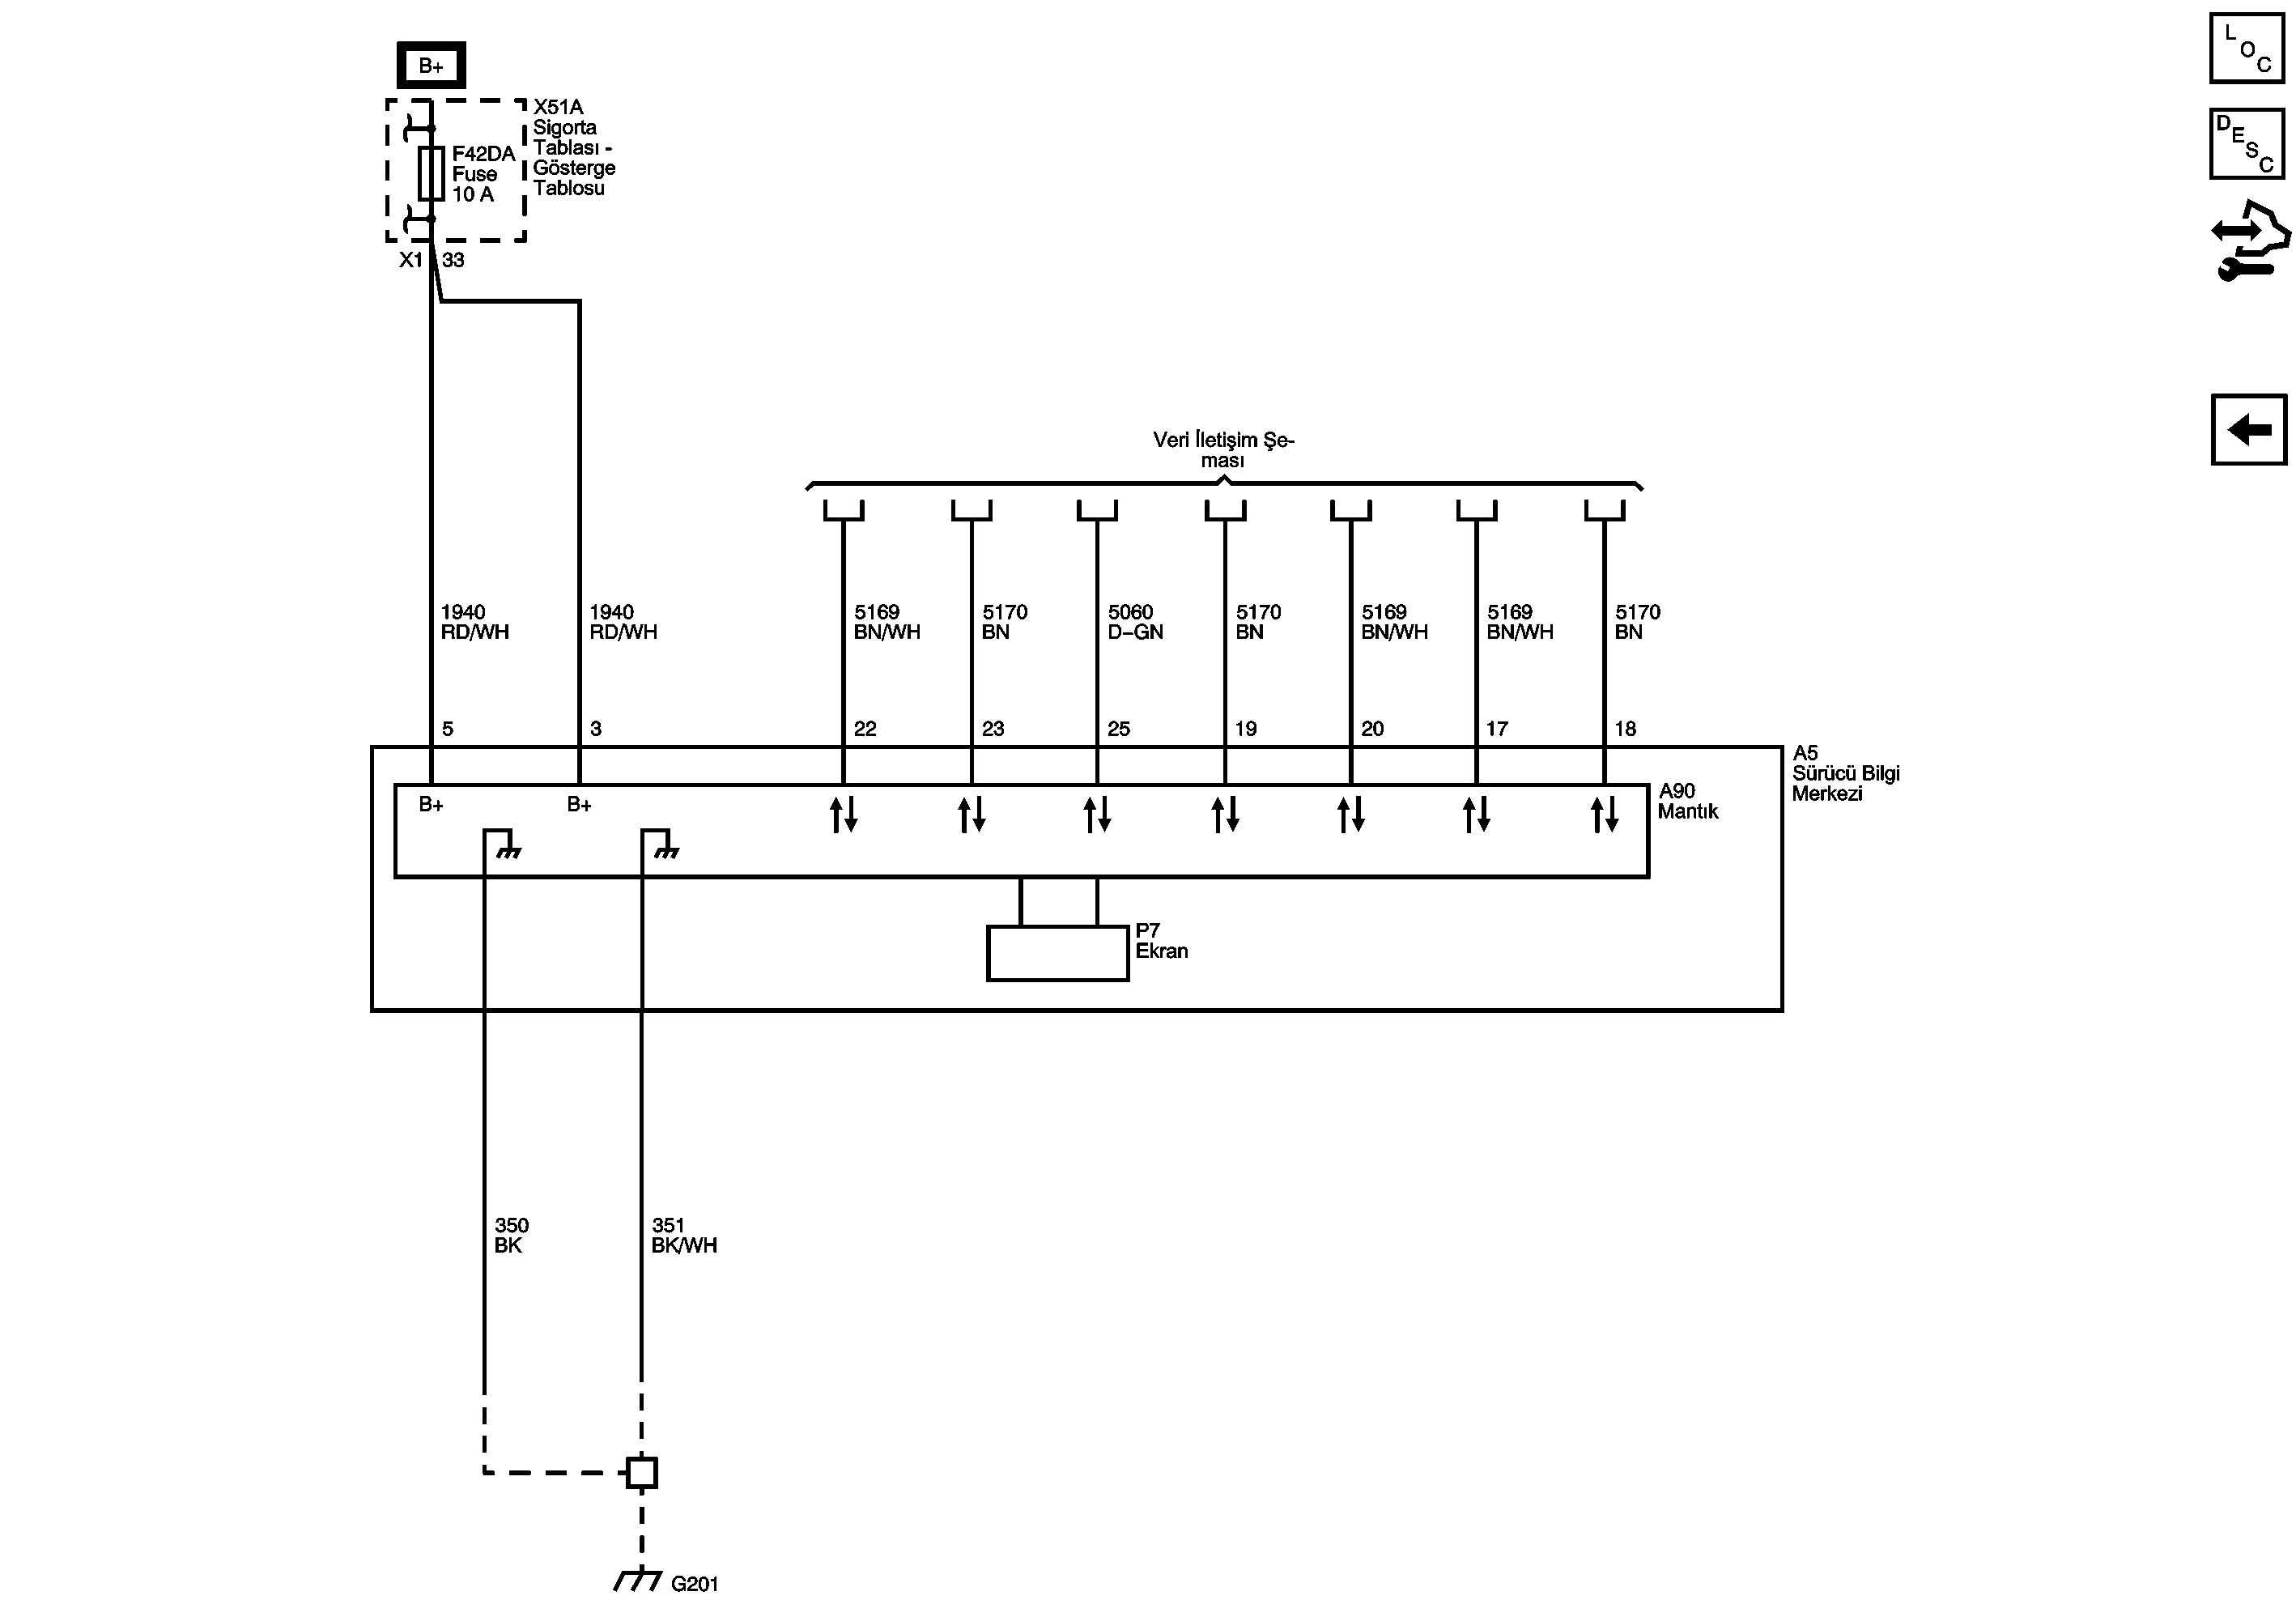 B+
X51A
Sigorta
Tablası -
Gösterge
Tablosu
F42DA
Fuse
10 A
X1 33
L
O
C
D
E
S
C
Veri İletişim Şe-
ması
1940
RD/WH
1940
RD/WH
5169
BN/WH
5170
BN
5060
D-GN
5170
BN
5169
BN/WH
5169
BN/WH
5170
BN
5 3 22 23 25 19 20 17 18
A5
Sürücü Bilgi
Merkezi
B+ B+
A90
Mantık
P7
Ekran
350
BK
351
BK/WH
G201